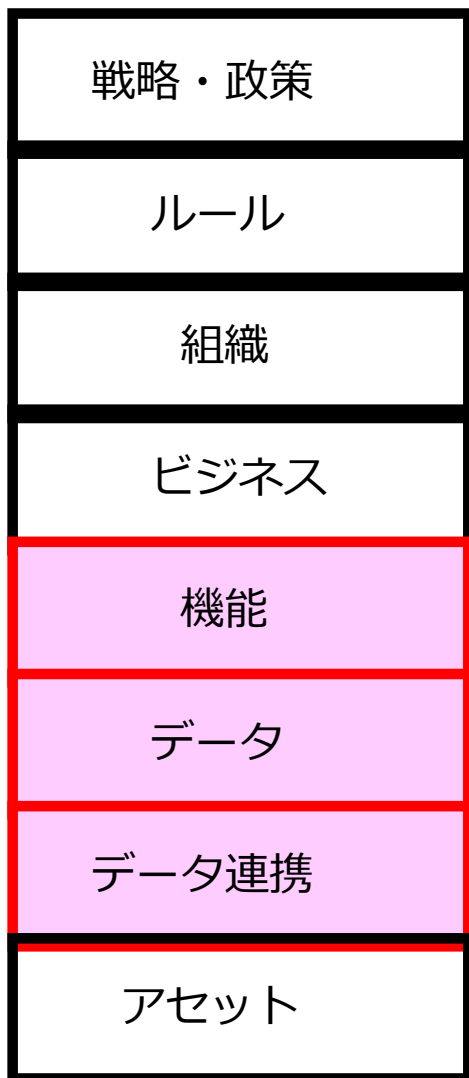 戦略・政策
ルール
組織
ビジネス
機能
データ
データ連携
アセット